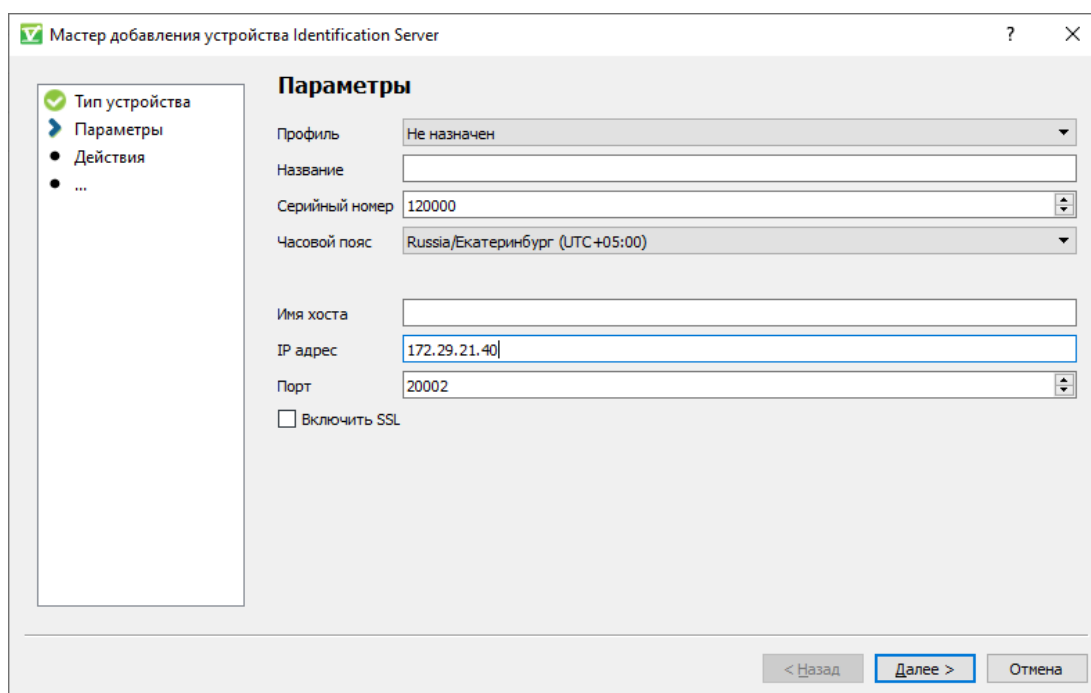 Мастер добавления устройства Identification Server
?
Тип устройства
Параметры
Действия
...
Параметры
Профиль Не назначен
Название
Серийный номер 120000
Часовой пояс Russia/Екатеринбург (UTC+05:00)
Имя хоста
IP адрес 172.29.21.40
Порт 20002
Включить SSL
< Назад Далее > Отмена